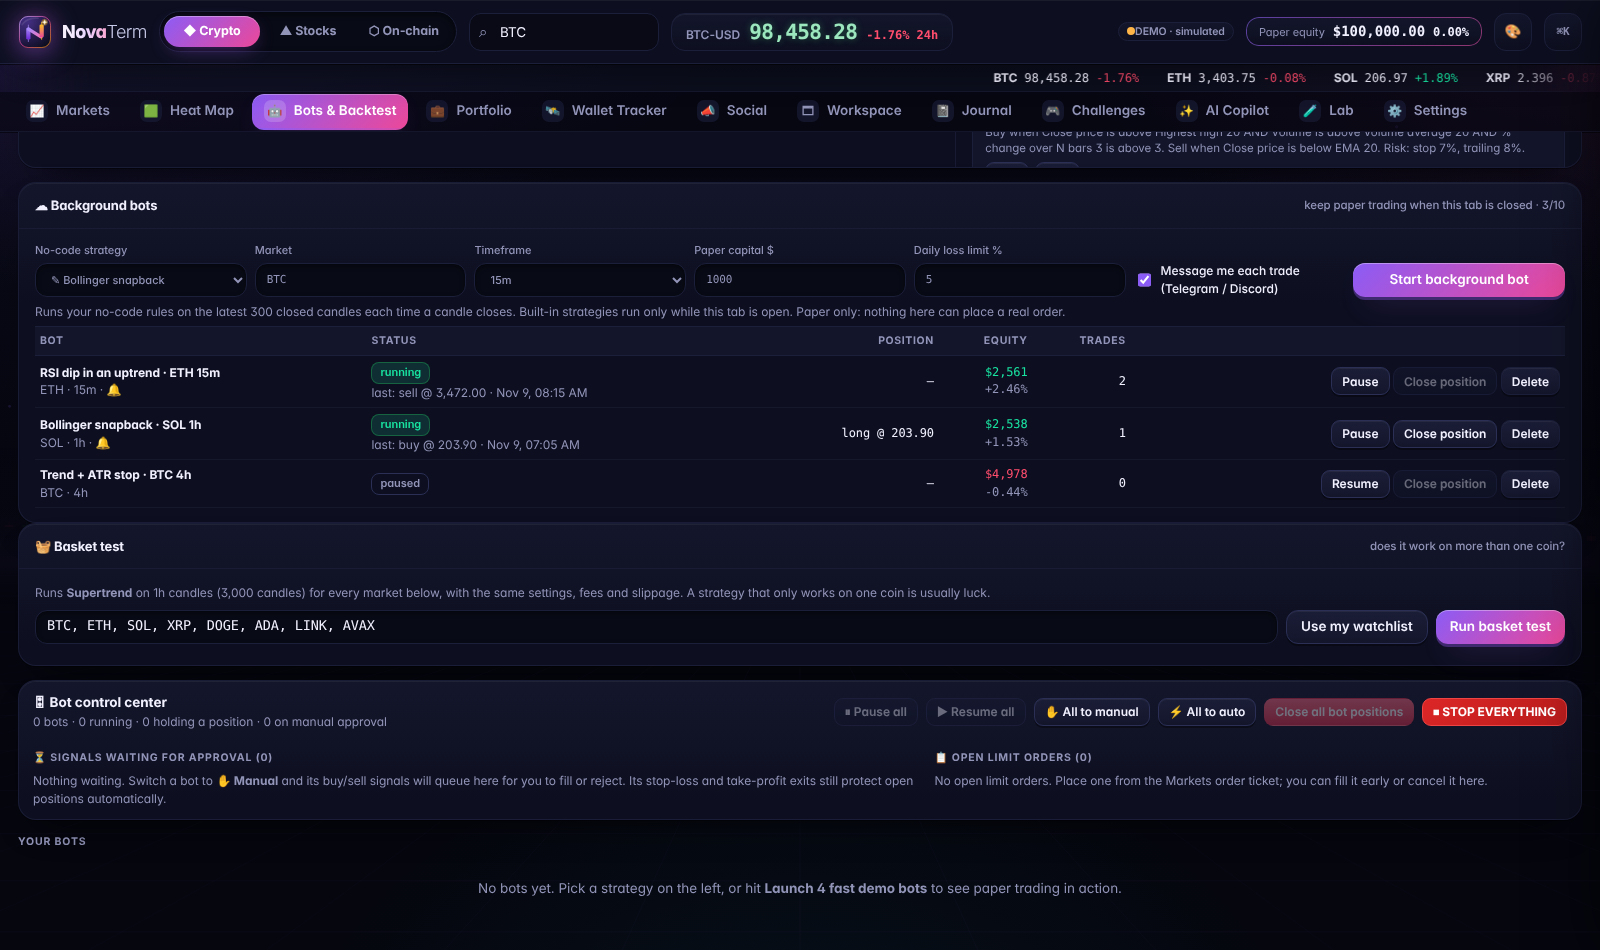 NovaTerm
Crypto
Stocks
On-chain
BTC
BTC-USD 98,458.28 -1.76% 24h
DEMO · simulated
Paper equity $100,000.00 0.00%
⌘K
BTC 98,458.28 -1.76% ETH 3,403.75 -0.08% SOL 206.97 +1.89% XRP 2.396
Markets
Heat Map
Bots & Backtest
Portfolio
Wallet Tracker
Social
Workspace
Journal
Challenges
AI Copilot
Lab
Settings
Buy when Close price is above Highest high 20 AND Volume is above Volume average 20 AND %
change over N bars 3 is above 3. Sell when Close price is below EMA 20. Risk: stop 7%, trailing 8%.
Background bots
keep paper trading when this tab is closed · 3/10
No-code strategy
Market
Timeframe
Paper capital $
Daily loss limit %
✎ Bollinger snapback
BTC
15m
1000
5
Message me each trade
(Telegram / Discord)
Start background bot
Runs your no-code rules on the latest 300 closed candles each time a candle closes. Built-in strategies run only while this tab is open. Paper only: nothing here can place a real order.
BOT STATUS POSITION EQUITY TRADES
RSI dip in an uptrend · ETH 15m
ETH · 15m · 🔔
running
last: sell @ 3,472.00 · Nov 9, 08:15 AM
—
$2,561
+2.46%
2
Pause
Close position
Delete
Bollinger snapback · SOL 1h
SOL · 1h · 🔔
running
last: buy @ 203.90 · Nov 9, 07:05 AM
long @ 203.90
$2,538
+1.53%
1
Pause
Close position
Delete
Trend + ATR stop · BTC 4h
BTC · 4h
paused
—
$4,978
-0.44%
0
Resume
Close position
Delete
Basket test
does it work on more than one coin?
Runs Supertrend on 1h candles (3,000 candles) for every market below, with the same settings, fees and slippage. A strategy that only works on one coin is usually luck.
BTC, ETH, SOL, XRP, DOGE, ADA, LINK, AVAX
Use my watchlist
Run basket test
Bot control center
0 bots · 0 running · 0 holding a position · 0 on manual approval
Pause all
Resume all
All to manual
All to auto
Close all bot positions
STOP EVERYTHING
SIGNALS WAITING FOR APPROVAL (0)
Nothing waiting. Switch a bot to ✋ Manual and its buy/sell signals will queue here for you to fill or reject. Its stop-loss and take-profit exits still protect open
positions automatically.
OPEN LIMIT ORDERS (0)
No open limit orders. Place one from the Markets order ticket; you can fill it early or cancel it here.
YOUR BOTS
No bots yet. Pick a strategy on the left, or hit Launch 4 fast demo bots to see paper trading in action.